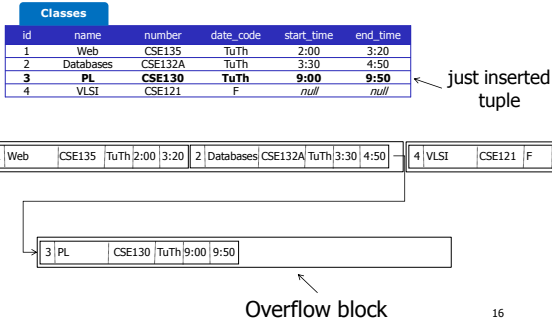 Classes
id name number date_code start_time end_time
1 Web CSE135 TuTh 2:00 3:20
2 Databases CSE132A TuTh 3:30 4:50
3 PL CSE130 TuTh 9:00 9:50
4 VLSI CSE121 F null null
just inserted
tuple
Web CSE135 TuTh 2:00 3:20 2 Databases CSE132A TuTh 3:30 4:50 4 VLSI CSE121 F
3 PL CSE130 TuTh 9:00 9:50
Overflow block
16